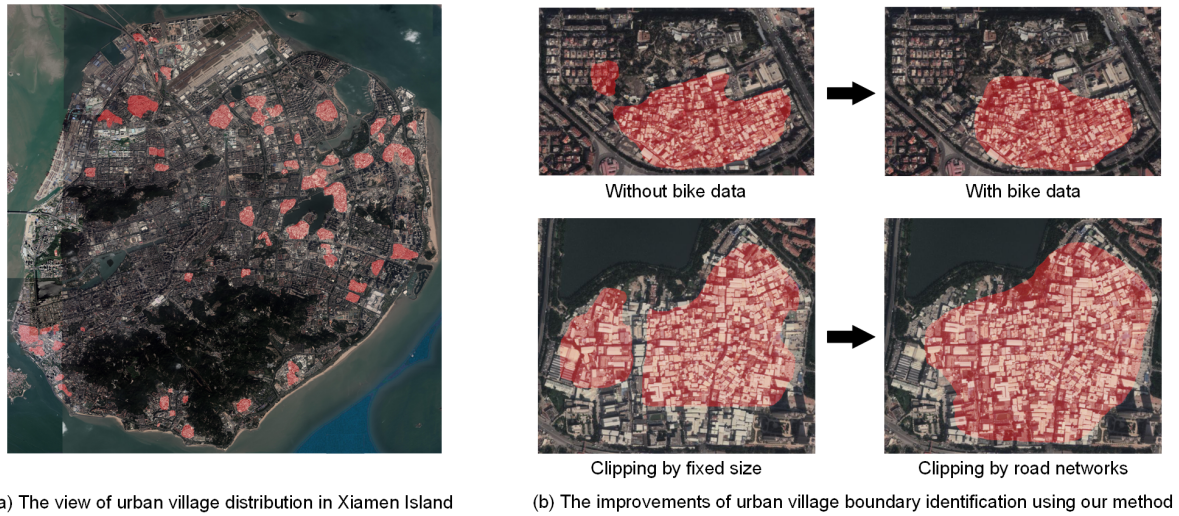 Without bike data
With bike data
Clipping by fixed size
Clipping by road networks
a) The view of urban village distribution in Xiamen Island
(b) The improvements of urban village boundary identification using our method